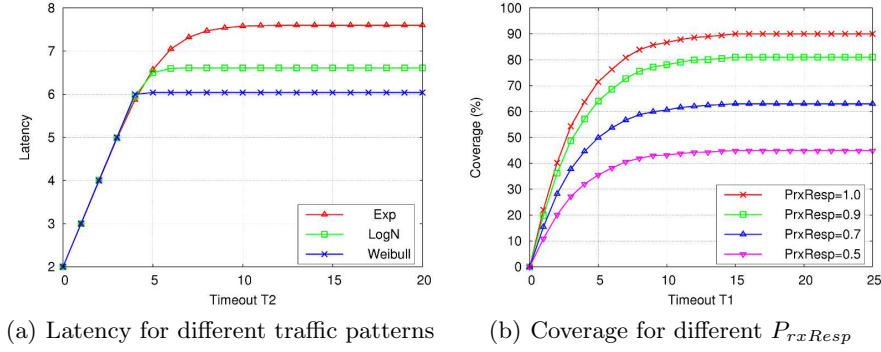 8
7
6
5
4
3
2
Latency
0 5 10 15 20
Timeout T2
Exp
LogN
Weibull
(a) Latency for different traffic patterns
100
90
80
70
60
50
40
30
20
10
0
Coverage (%)
0 5 10 15 20 25
Timeout T1
PrxResp=1.0
PrxResp=0.9
PrxResp=0.7
PrxResp=0.5
(b) Coverage for different P_rxResp